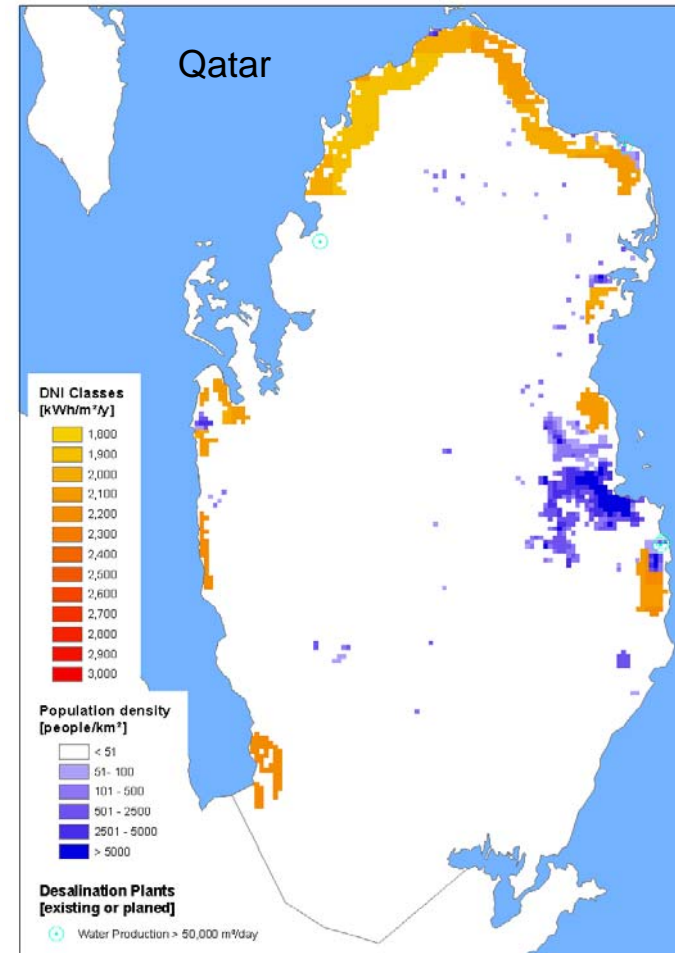 Qatar
DNI Classes
[kWh/m²/y]
1,800
1,900
2,000
2,100
2,200
2,300
2,400
2,500
2,600
2,700
2,800
2,900
3,000
Population density
[people/km²]
< 51
51- 100
101 - 500
501 - 2500
2501 - 5000
> 5000
Desalination Plants
[existing or planed]
Water Production > 50,000 m³/day